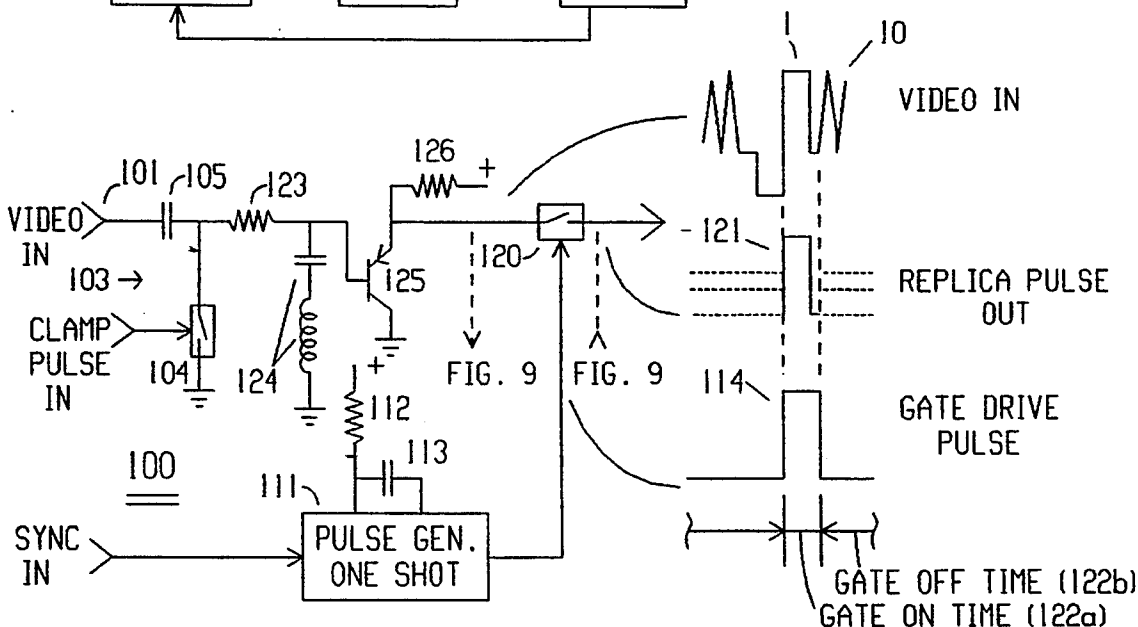 1
10
VIDEO IN
126
+
101
105
123
VIDEO
IN
103
120
-121
125
REPLICA PULSE
OUT
CLAMP
PULSE
IN
104
124
+
FIG. 9
FIG. 9
112
114
GATE DRIVE
PULSE
113
100
111
SYNC
IN
PULSE GEN.
ONE SHOT
GATE OFF TIME (122b)
GATE ON TIME (122a)